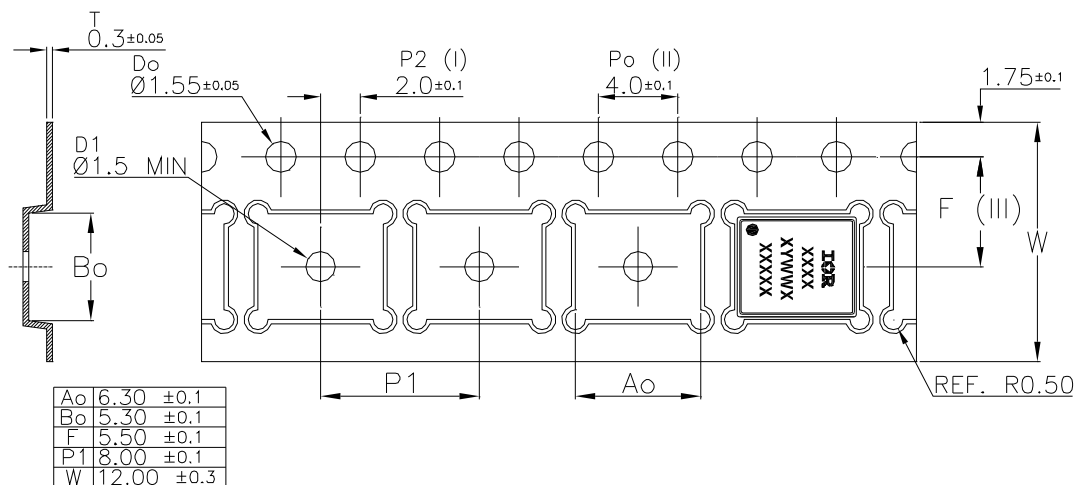 T
0.3±0.05
Do
Ø1.55±0.05
P2 (I)
2.0±0.1
Po (II)
4.0±0.1
1.75±0.1
D1
Ø1.5 MIN
F (III)
W
Bo
IOR
XXXX
XYWWX
XXXXX
P1
Ao
REF. R0.50
Ao 6.30 ±0.1
Bo 5.30 ±0.1
F 5.50 ±0.1
P1 8.00 ±0.1
W 12.00 ±0.3